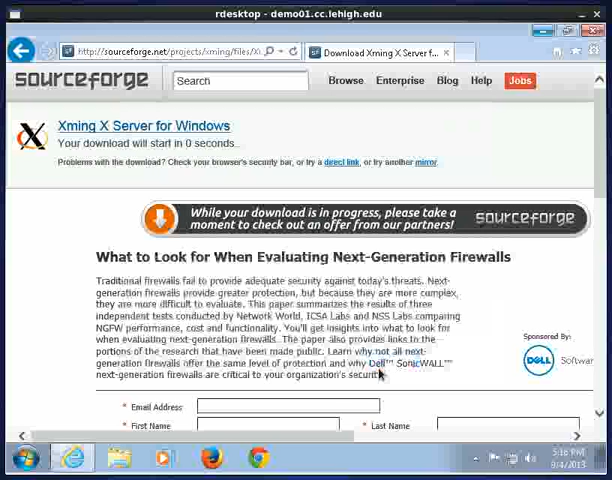 rdesktop - demo01.cc.lehigh.edu
http://sourceforge.net/projects/xming/files/Xi
SF Download Xming X Server f...
sourceforge
Search
Browse Enterprise Blog Help Jobs
Xming X Server for Windows
Your download will start in 0 seconds...
Problems with the download? Check your browser's security bar, or try a direct link, or try another mirror.
While your download is in progress, please take a
moment to check out an offer from our partners!
sourceforge
What to Look for When Evaluating Next-Generation Firewalls
Traditional firewalls fail to provide adequate security against today's threats. Next-
generation firewalls provide greater protection, but because they are more complex,
they are more difficult to evaluate. This paper summarizes the results of three
independent tests conducted by Network World, ICSA Labs and NSS Labs comparing
NGFW performance, cost and functionality. You'll get insights into what to look for
when evaluating next-generation firewalls. The paper also provides links to the
portions of the research that have been made public. Learn why not all next-
generation firewalls offer the same level of protection and why Dell™ SonicWALL™
next-generation firewalls are critical to your organization's security.
Sponsored By:
DELL Softwar
* Email Address
* First Name
* Last Name
5:16 PM
9/4/2013